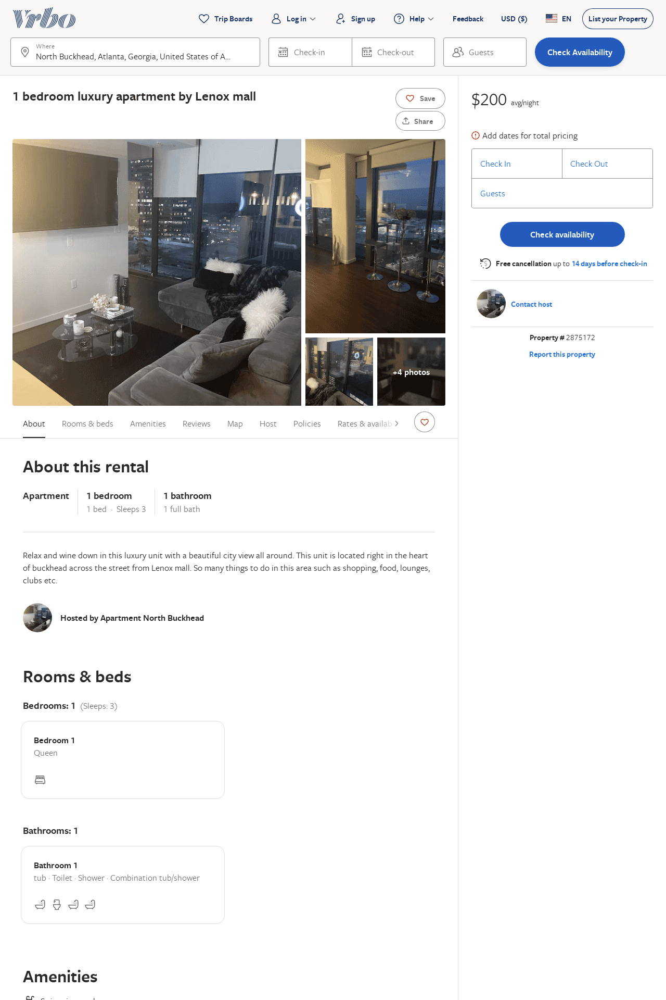 Vrbo
Trip Boards
Log in
Sign up
Help
Feedback
USD ($)
EN
List your Property
Where
North Buckhead, Atlanta, Georgia, United States of A...
Check-in
Check-out
Guests
Check Availability
1 bedroom luxury apartment by Lenox mall
Save
Share
+4 photos
$200 avg/night
Add dates for total pricing
Check In
Check Out
Guests
Check availability
Free cancellation up to 14 days before check-in
Contact host
Property # 2875172
Report this property
About
Rooms & beds
Amenities
Reviews
Map
Host
Policies
Rates & availab
About this rental
Apartment
1 bedroom
1 bed · Sleeps 3
1 bathroom
1 full bath
Relax and wine down in this luxury unit with a beautiful city view all around. This unit is located right in the heart
of buckhead across the street from Lenox mall. So many things to do in this area such as shopping, food, lounges,
clubs etc.
Hosted by Apartment North Buckhead
Rooms & beds
Bedrooms: 1 (Sleeps: 3)
Bedroom 1
Queen
Bathrooms: 1
Bathroom 1
tub · Toilet · Shower · Combination tub/shower
Amenities